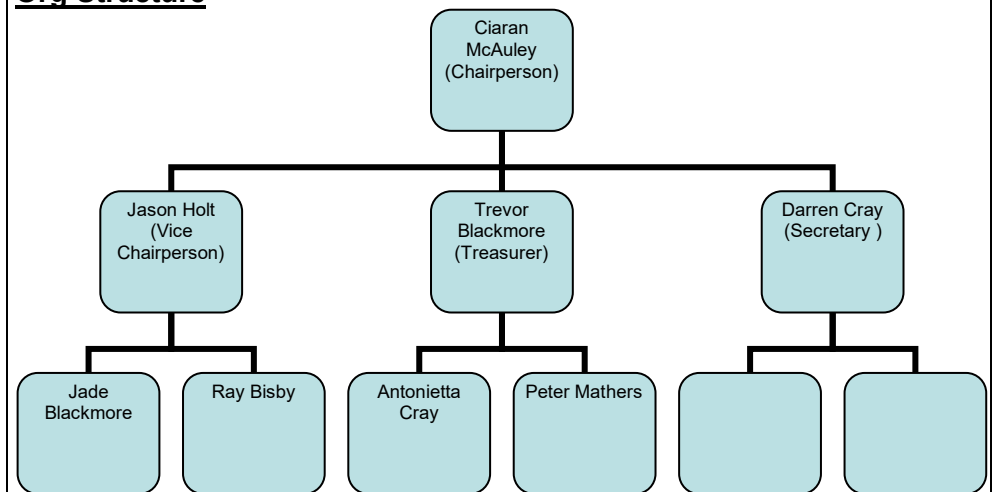 Org Structure
Ciaran
McAuley
(Chairperson)
Jason Holt
(Vice
Chairperson)
Trevor
Blackmore
(Treasurer)
Darren Cray
(Secretary )
Jade
Blackmore
Ray Bisby
Antonietta
Cray
Peter Mathers